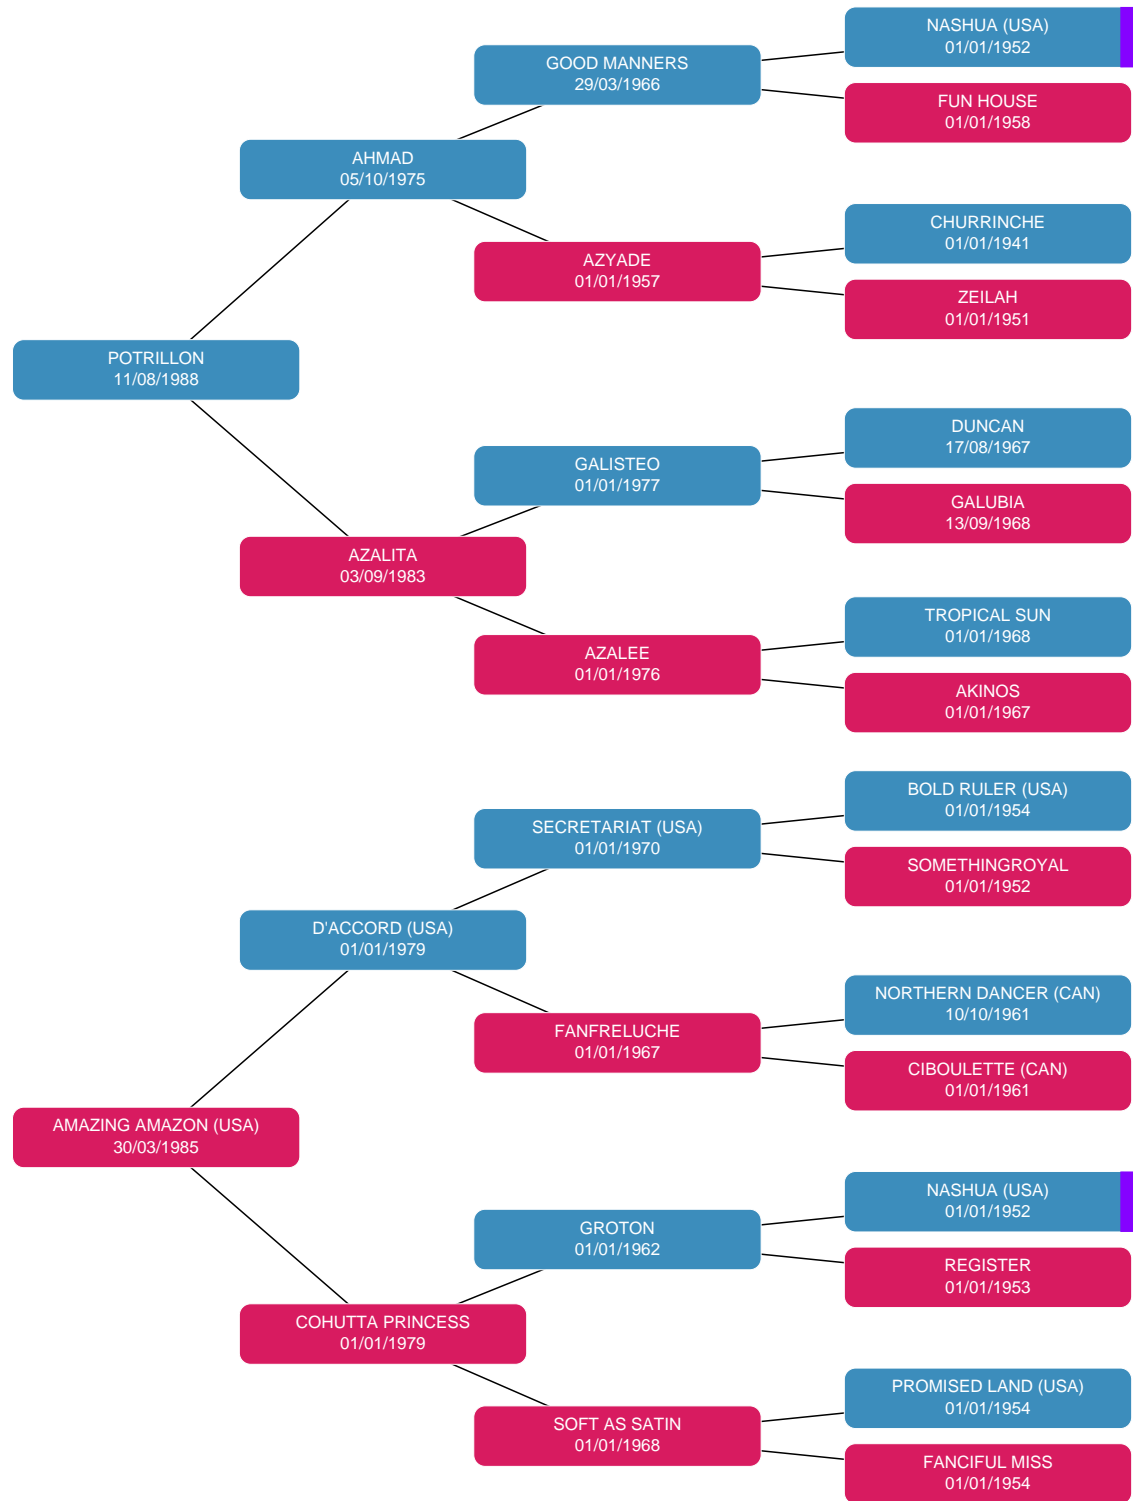 NASHUA (USA)
01/01/1952
GOOD MANNERS
29/03/1966
FUN HOUSE
01/01/1958
AHMAD
05/10/1975
CHURRINCHE
01/01/1941
AZYADE
01/01/1957
ZEILAH
01/01/1951
POTRILLON
11/08/1988
DUNCAN
17/08/1967
GALISTEO
01/01/1977
GALUBIA
13/09/1968
AZALITA
03/09/1983
TROPICAL SUN
01/01/1968
AZALEE
01/01/1976
AKINOS
01/01/1967
BOLD RULER (USA)
01/01/1954
SECRETARIAT (USA)
01/01/1970
SOMETHINGROYAL
01/01/1952
D'ACCORD (USA)
01/01/1979
NORTHERN DANCER (CAN)
10/10/1961
FANFRELUCHE
01/01/1967
CIBOULETTE (CAN)
01/01/1961
AMAZING AMAZON (USA)
30/03/1985
NASHUA (USA)
01/01/1952
GROTON
01/01/1962
REGISTER
01/01/1953
COHUTTA PRINCESS
01/01/1979
PROMISED LAND (USA)
01/01/1954
SOFT AS SATIN
01/01/1968
FANCIFUL MISS
01/01/1954